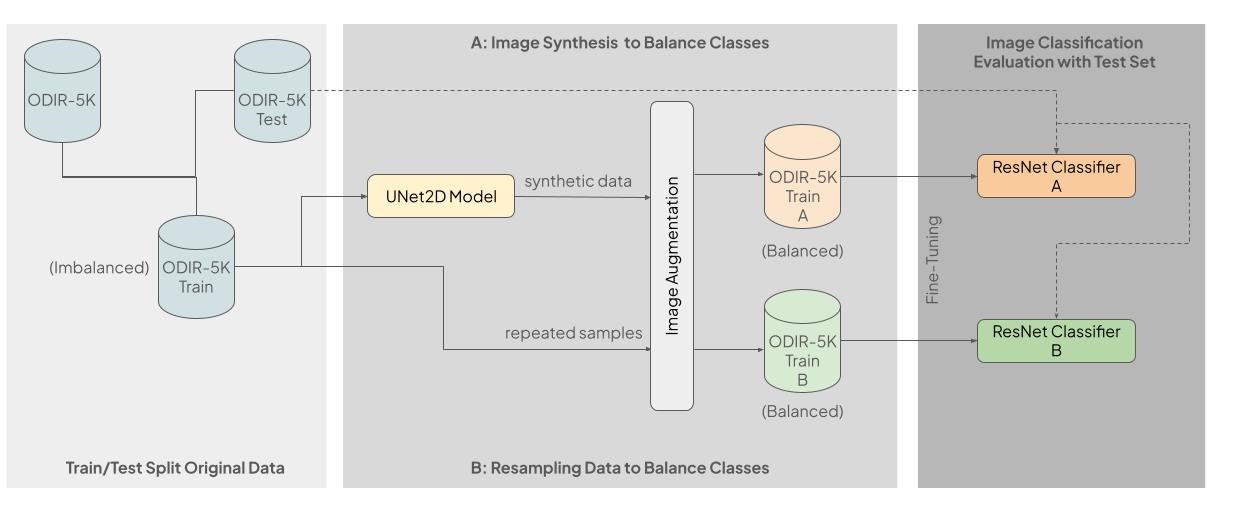 ODIR-5K
ODIR-5K
Test
(Imbalanced)
ODIR-5K
Train
Train/Test Split Original Data
A: Image Synthesis to Balance Classes
UNet2D Model
synthetic data
repeated samples
Image Augmentation
ODIR-5K
Train
A
(Balanced)
ODIR-5K
Train
B
(Balanced)
B: Resampling Data to Balance Classes
Image Classification
Evaluation with Test Set
Fine-Tuning
ResNet Classifier
A
ResNet Classifier
B